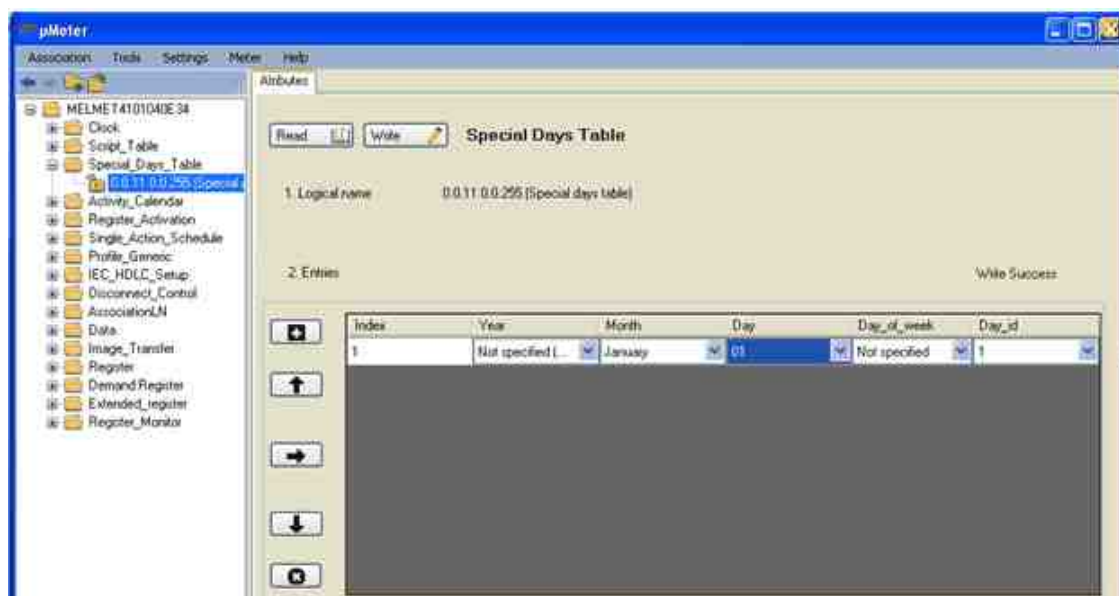 µMeter
Association Tools Settings Meter Help
Attributes
MELMET4101040E34
Clock
Script_Table
Special_Days_Table
0.0.11.0.0.255 (Special
Activity_Calendar
Register_Activation
Single_Action_Schedule
Profile_Generic
IEC_HDLC_Setup
Disconnect_Control
AssociationLN
Data
Image_Transfer
Register
Demand Register
Extended_register
Register_Monitor
Read Write Special Days Table
1. Logical name 0.0.11.0.0.255 (Special days table)
2. Entries Write Success
Index Year Month Day Day_of_week Day_id
1 Not specified (... January 01 Not specified 1